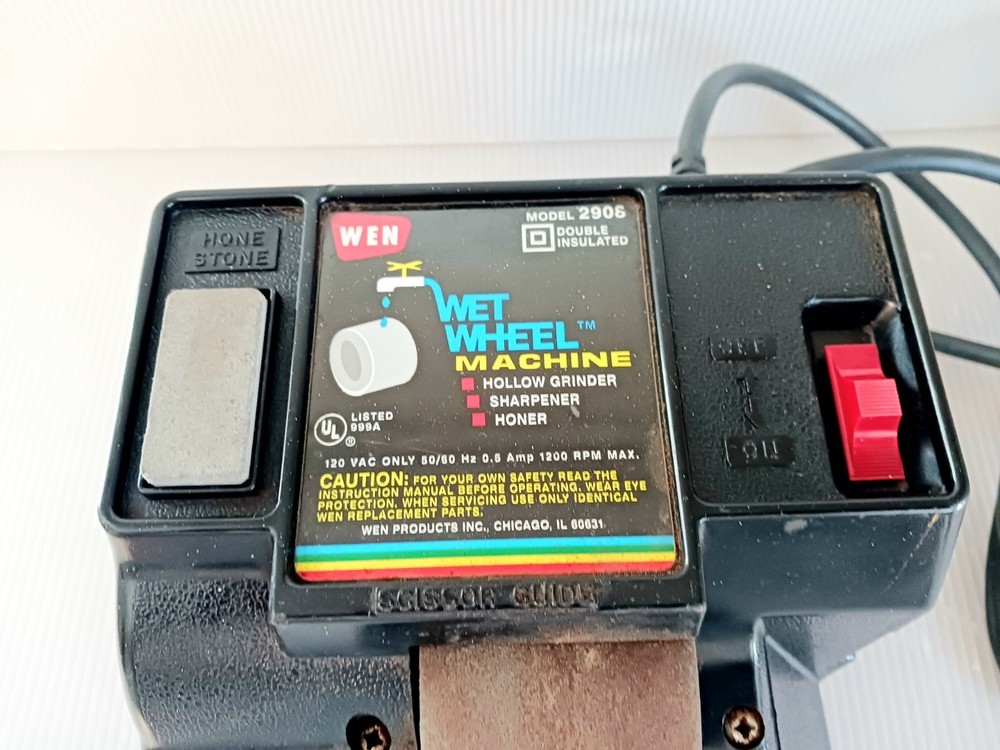 HONE
STONE
WEN
MODEL 2906
DOUBLE
INSULATED
WET
WHEEL™
MACHINE
HOLLOW GRINDER
SHARPENER
HONER
UL
®
LISTED
999A
120 VAC ONLY 50/60 Hz 0.5 Amp 1200 RPM MAX.
CAUTION: FOR YOUR OWN SAFETY READ THE
INSTRUCTION MANUAL BEFORE OPERATING. WEAR EYE
PROTECTION. WHEN SERVICING USE ONLY IDENTICAL
WEN REPLACEMENT PARTS.
WEN PRODUCTS INC., CHICAGO, IL 60631
OFF
ON
SCISSOR GUIDE